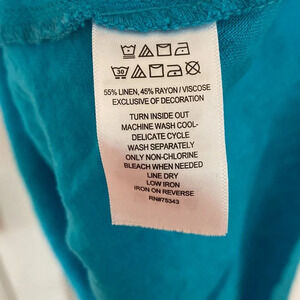 30
55% LINEN, 45% RAYON / VISCOSE
EXCLUSIVE OF DECORATION
TURN INSIDE OUT
MACHINE WASH COOL-
DELICATE CYCLE
WASH SEPARATELY
ONLY NON-CHLORINE
BLEACH WHEN NEEDED
LINE DRY
LOW IRON
IRON ON REVERSE
RN#75343